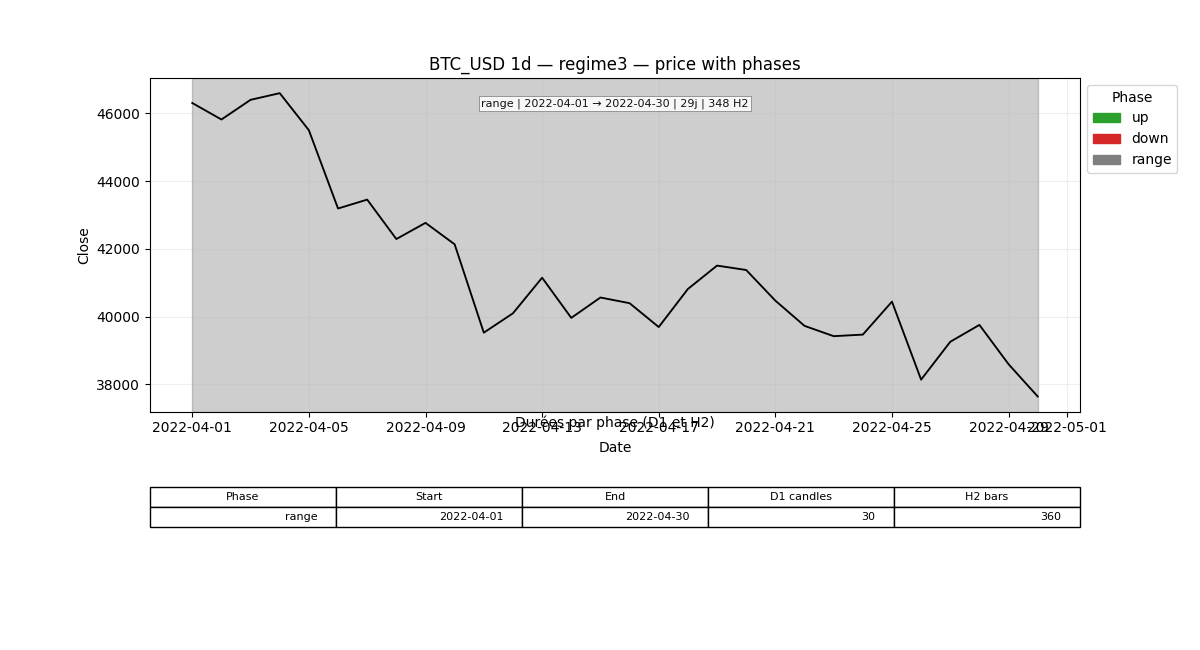 BTC_USD 1d — regime3 — price with phases
range | 2022-04-01 → 2022-04-30 | 29j | 348 H2
Phase
up
down
range
46000
44000
42000
40000
38000
Close
Durées par phase (D1 et H2)
2022-04-01 2022-04-05 2022-04-09 2022-04-13 2022-04-17 2022-04-21 2022-04-25 2022-04-29 2022-05-01
Date
Phase Start End D1 candles H2 bars
range 2022-04-01 2022-04-30 30 360